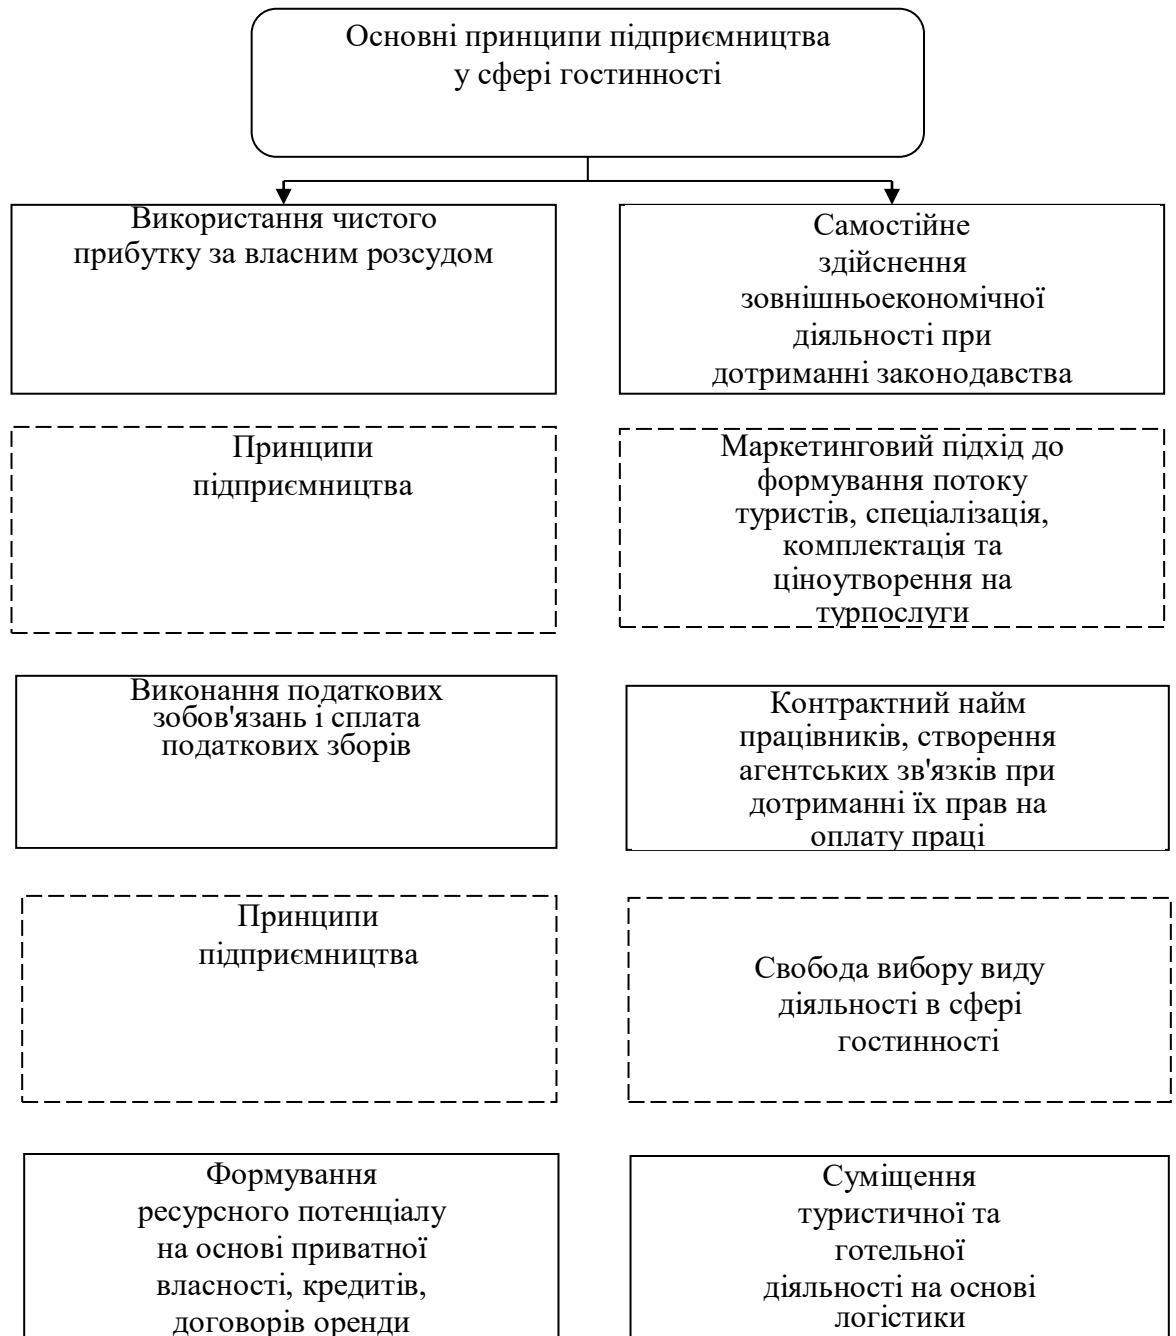 Основні принципи підприємництва
у сфері гостинності
Використання чистого
прибутку за власним розсудом
Самостійне
здійснення
зовнішньоекономічної
діяльності при
дотриманні законодавства
Принципи
підприємництва
Маркетинговий підхід до
формування потоку
туристів, спеціалізація,
комплектація та
ціноутворення на
турпослуги
Виконання податкових
зобов'язань і сплата
податкових зборів
Контрактний найм
працівників, створення
агентських зв'язків при
дотриманні їх прав на
оплату праці
Принципи
підприємництва
Свобода вибору виду
діяльності в сфері
гостинності
Формування
ресурсного потенціалу
на основі приватної
власності, кредитів,
договорів оренди
Суміщення
туристичної та
готельної
діяльності на основі
логістики